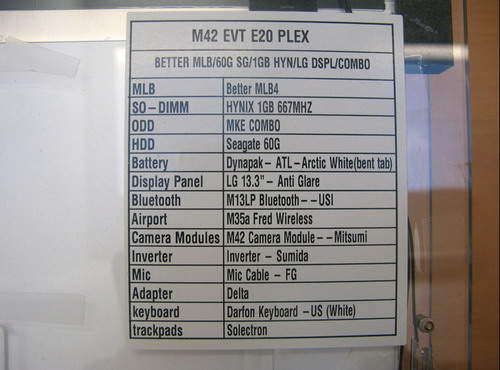 M42 EVT E20 PLEX
BETTER MLB/60G SG/1GB HYN/LG DSPL/COMBO
MLB Better MLB4
SO-DIMM HYNIX 1GB 667MHZ
ODD MKE COMBO
HDD Seagate 60G
Battery Dynapak - ATL - Arctic White(bent tab)
Display Panel LG 13.3" - Anti Glare
Bluetooth M13LP Bluetooth - - USI
Airport M35a Fred Wireless
Camera Modules M42 Camera Module - - Mitsumi
Inverter Inverter - Sumida
Mic Mic Cable - FG
Adapter Delta
keyboard Darfon Keyboard - US (White)
trackpads Solectron